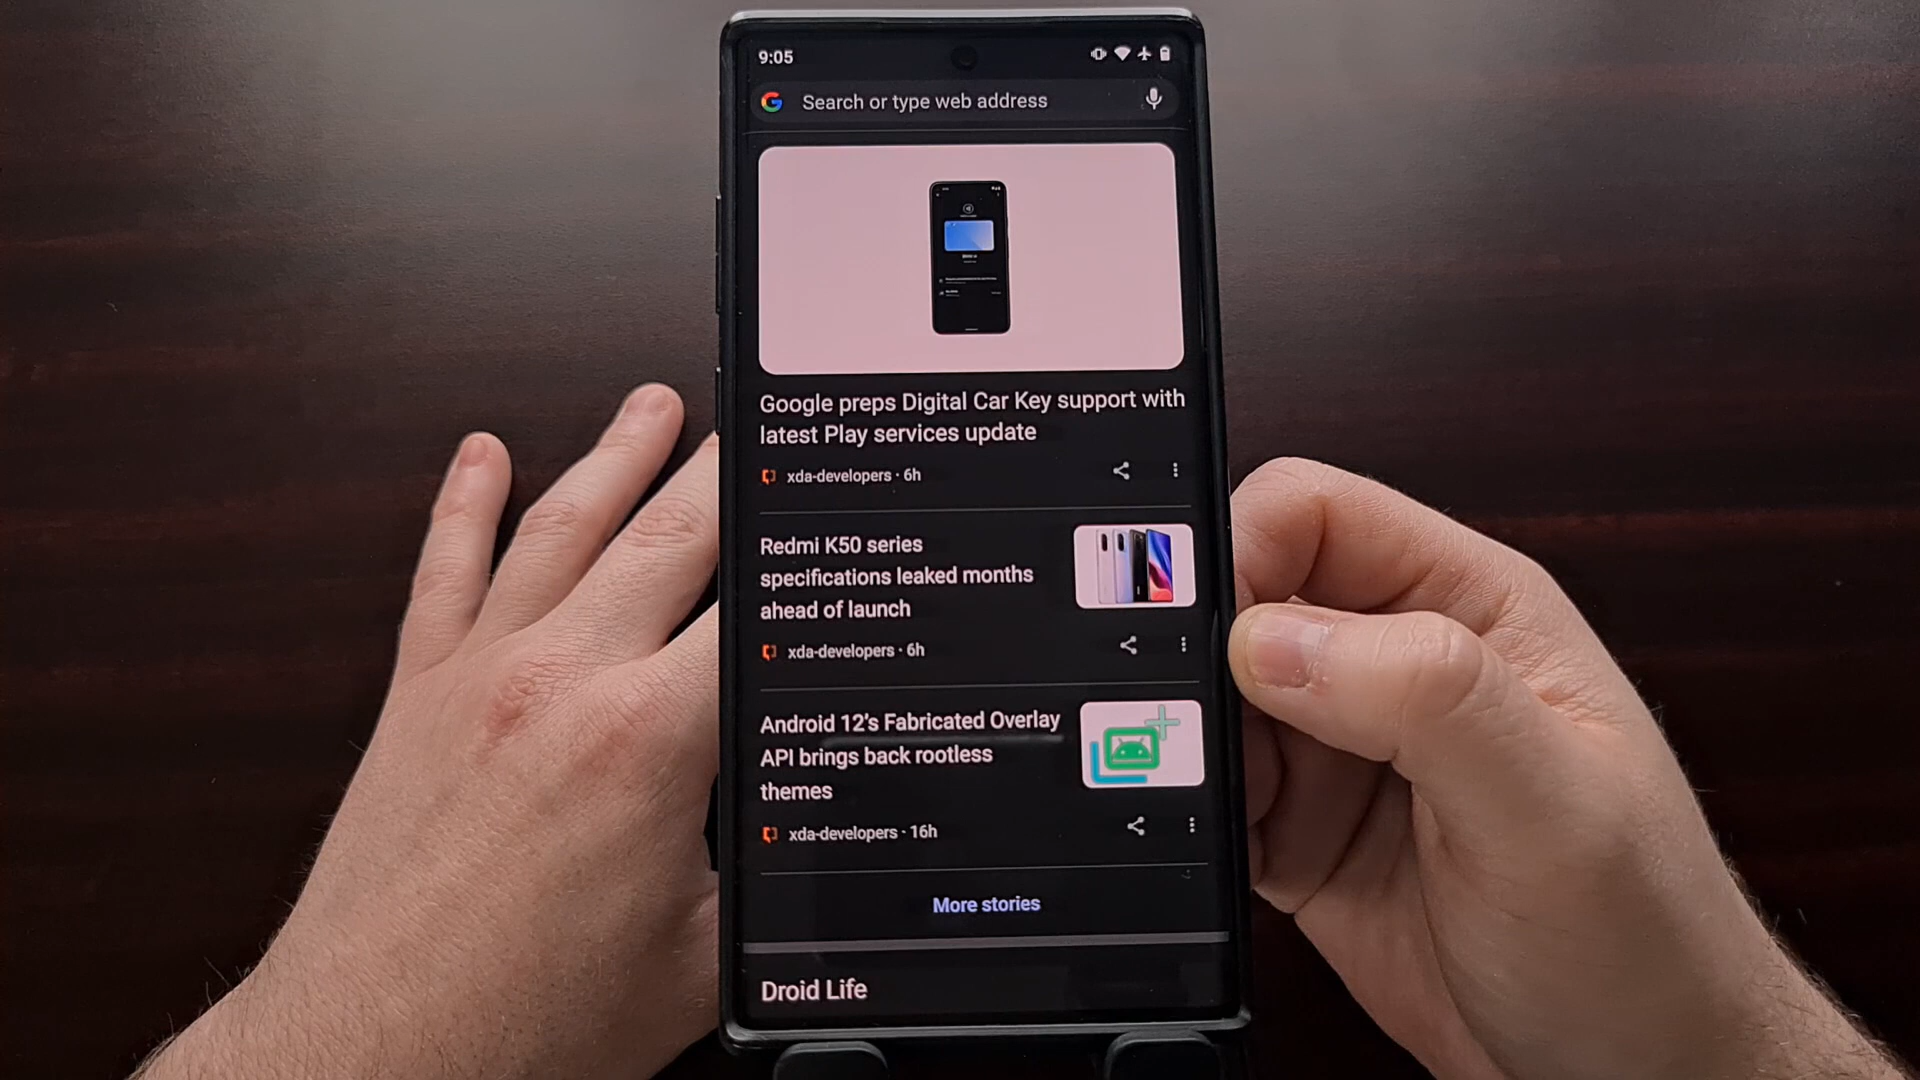 9:05
Search or type web address
Google preps Digital Car Key support with
latest Play services update
xda-developers · 6h
Redmi K50 series
specifications leaked months
ahead of launch
xda-developers · 6h
Android 12's Fabricated Overlay
API brings back rootless
themes
xda-developers · 16h
More stories
Droid Life